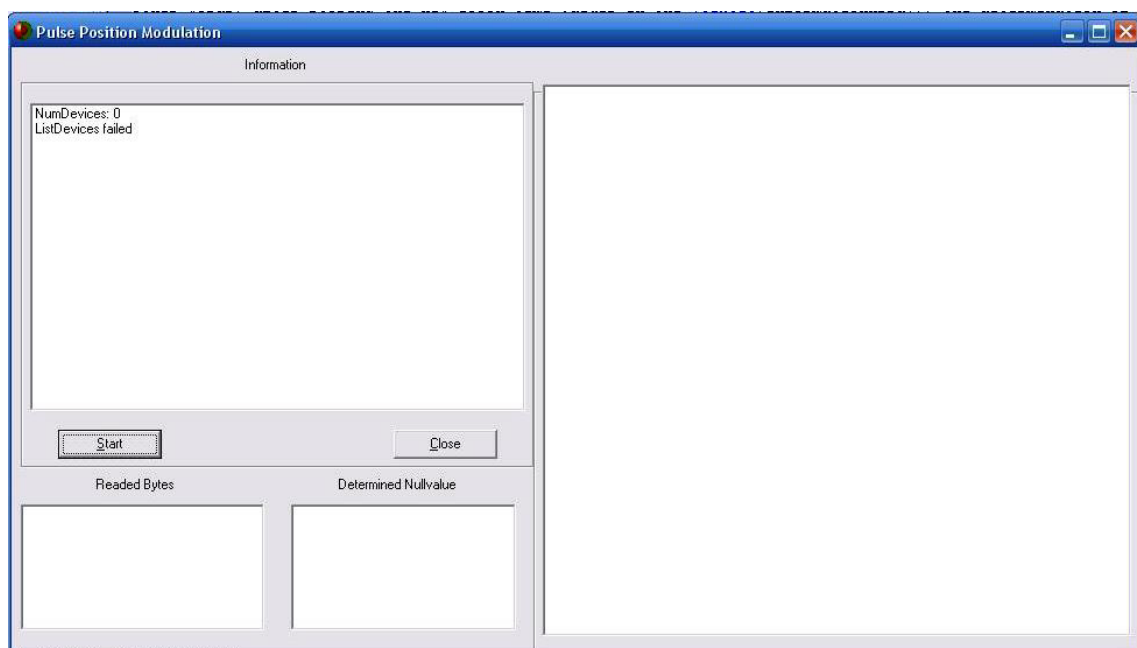 Pulse Position Modulation
Information
NumDevices: 0
ListDevices failed
Start
Close
Readed Bytes
Determined Nullvalue